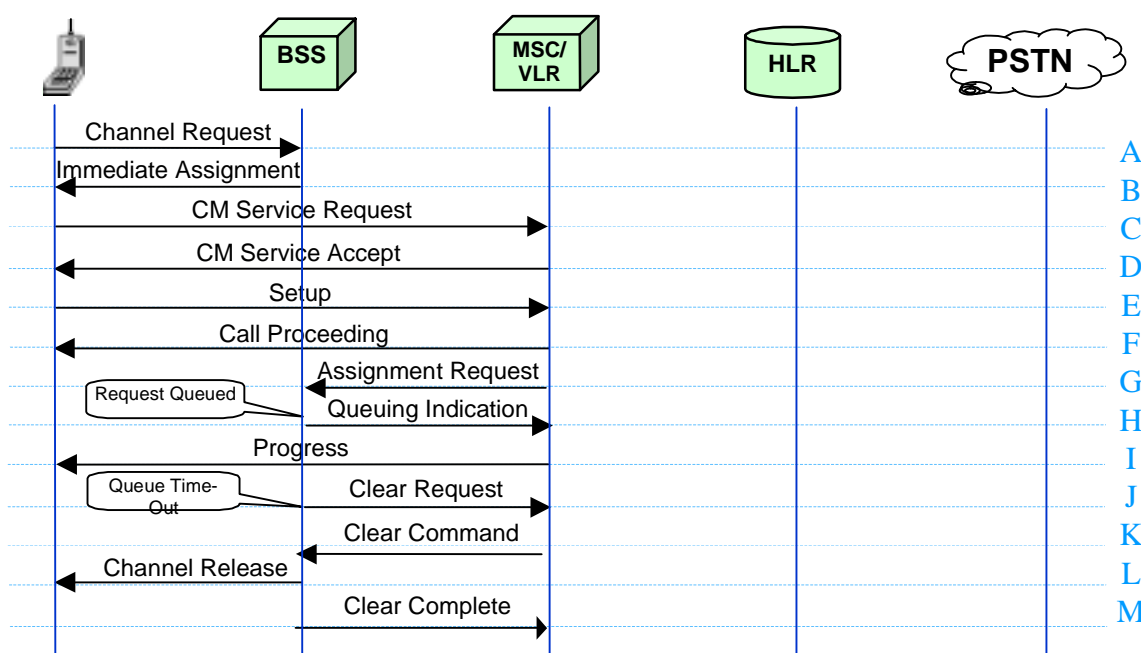 BSS
MSC/
VLR
HLR
PSTN
Channel Request
A
Immediate Assignment
B
CM Service Request
C
CM Service Accept
D
Setup
E
Call Proceeding
F
Assignment Request
G
Request Queued
Queuing Indication
H
Progress
I
Queue Time-
Out
Clear Request
J
Clear Command
K
Channel Release
L
Clear Complete
M